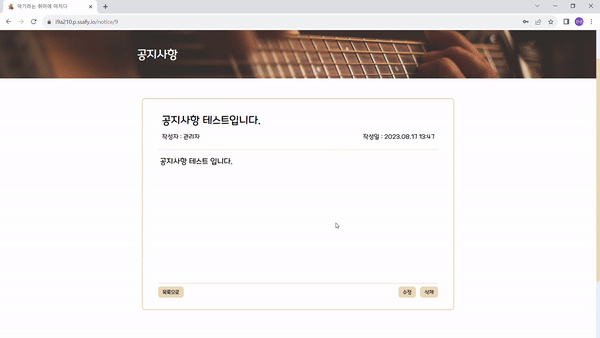 악기라는 취미에 미치다
i9a210.p.ssafy.io/notice/9
공지사항
공지사항 테스트입니다.
작성자 : 관리자
작성일 : 2023.08.17 13:47
공지사항 테스트 입니다.
목록으로
수정
삭제